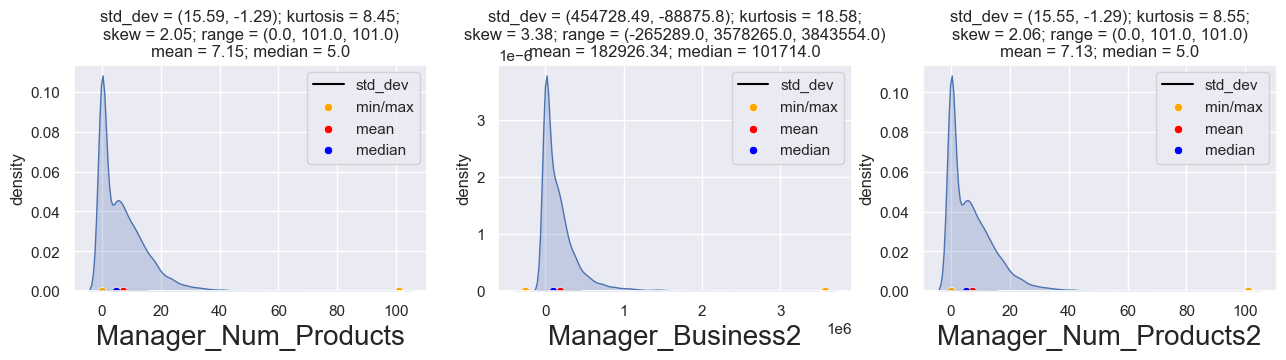 std_dev = (15.59, -1.29); kurtosis = 8.45;
skew = 2.05; range = (0.0, 101.0, 101.0)
mean = 7.15; median = 5.0
0.10
0.08
0.06
0.04
0.02
0.00
density
std_dev
min/max
mean
median
0
20
40
60
80
100
Manager_Num_Products
std_dev = (454728.49, -88875.8); kurtosis = 18.58;
skew = 3.38; range = (-265289.0, 3578265.0, 3843554.0)
mean = 182926.34; median = 101714.0
1e−6
3
2
1
0
density
std_dev
min/max
mean
median
0
1
2
3
1e6
Manager_Business2
std_dev = (15.55, -1.29); kurtosis = 8.55;
skew = 2.06; range = (0.0, 101.0, 101.0)
mean = 7.13; median = 5.0
0.10
0.08
0.06
0.04
0.02
0.00
density
std_dev
min/max
mean
median
0
20
40
60
80
100
Manager_Num_Products2